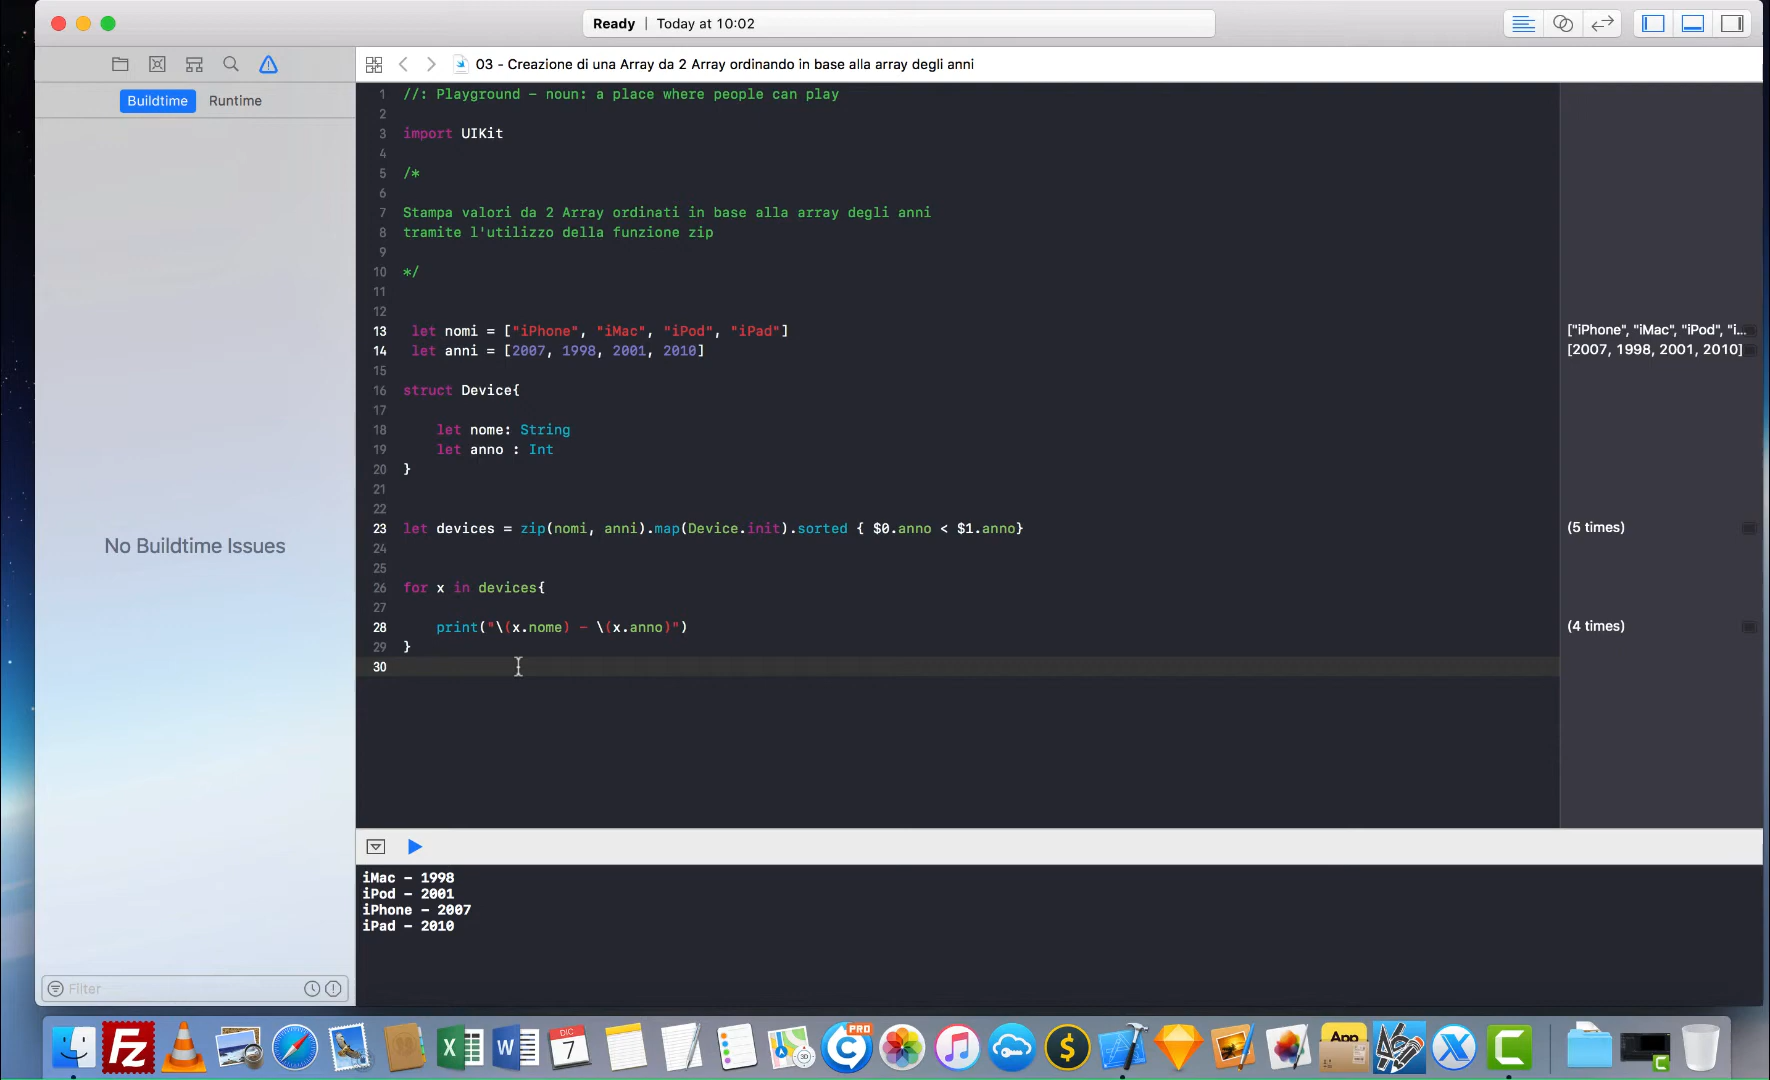 Ready | Today at 10:02
03 - Creazione di una Array da 2 Array ordinando in base alla array degli anni
Buildtime Runtime
1 //: Playground - noun: a place where people can play
2
3 import UIKit
4
5 /*
6
7 Stampa valori da 2 Array ordinati in base alla array degli anni
8 tramite l'utilizzo della funzione zip
9
10 */
11
12
13 let nomi = ["iPhone", "iMac", "iPod", "iPad"]
["iPhone", "iMac", "iPod", "i...
14 let anni = [2007, 1998, 2001, 2010]
[2007, 1998, 2001, 2010]
15
16 struct Device{
17
18 let nome: String
19 let anno : Int
20 }
21
22
23 let devices = zip(nomi, anni).map(Device.init).sorted { $0.anno < $1.anno}
(5 times)
24
25
26 for x in devices{
27
28 print("\(x.nome) - \(x.anno)")
(4 times)
29 }
30
No Buildtime Issues
iMac - 1998
iPod - 2001
iPhone - 2007
iPad - 2010
Filter
Fz
X
W
DIC
7
3D
PRO
C
$
App
X
C